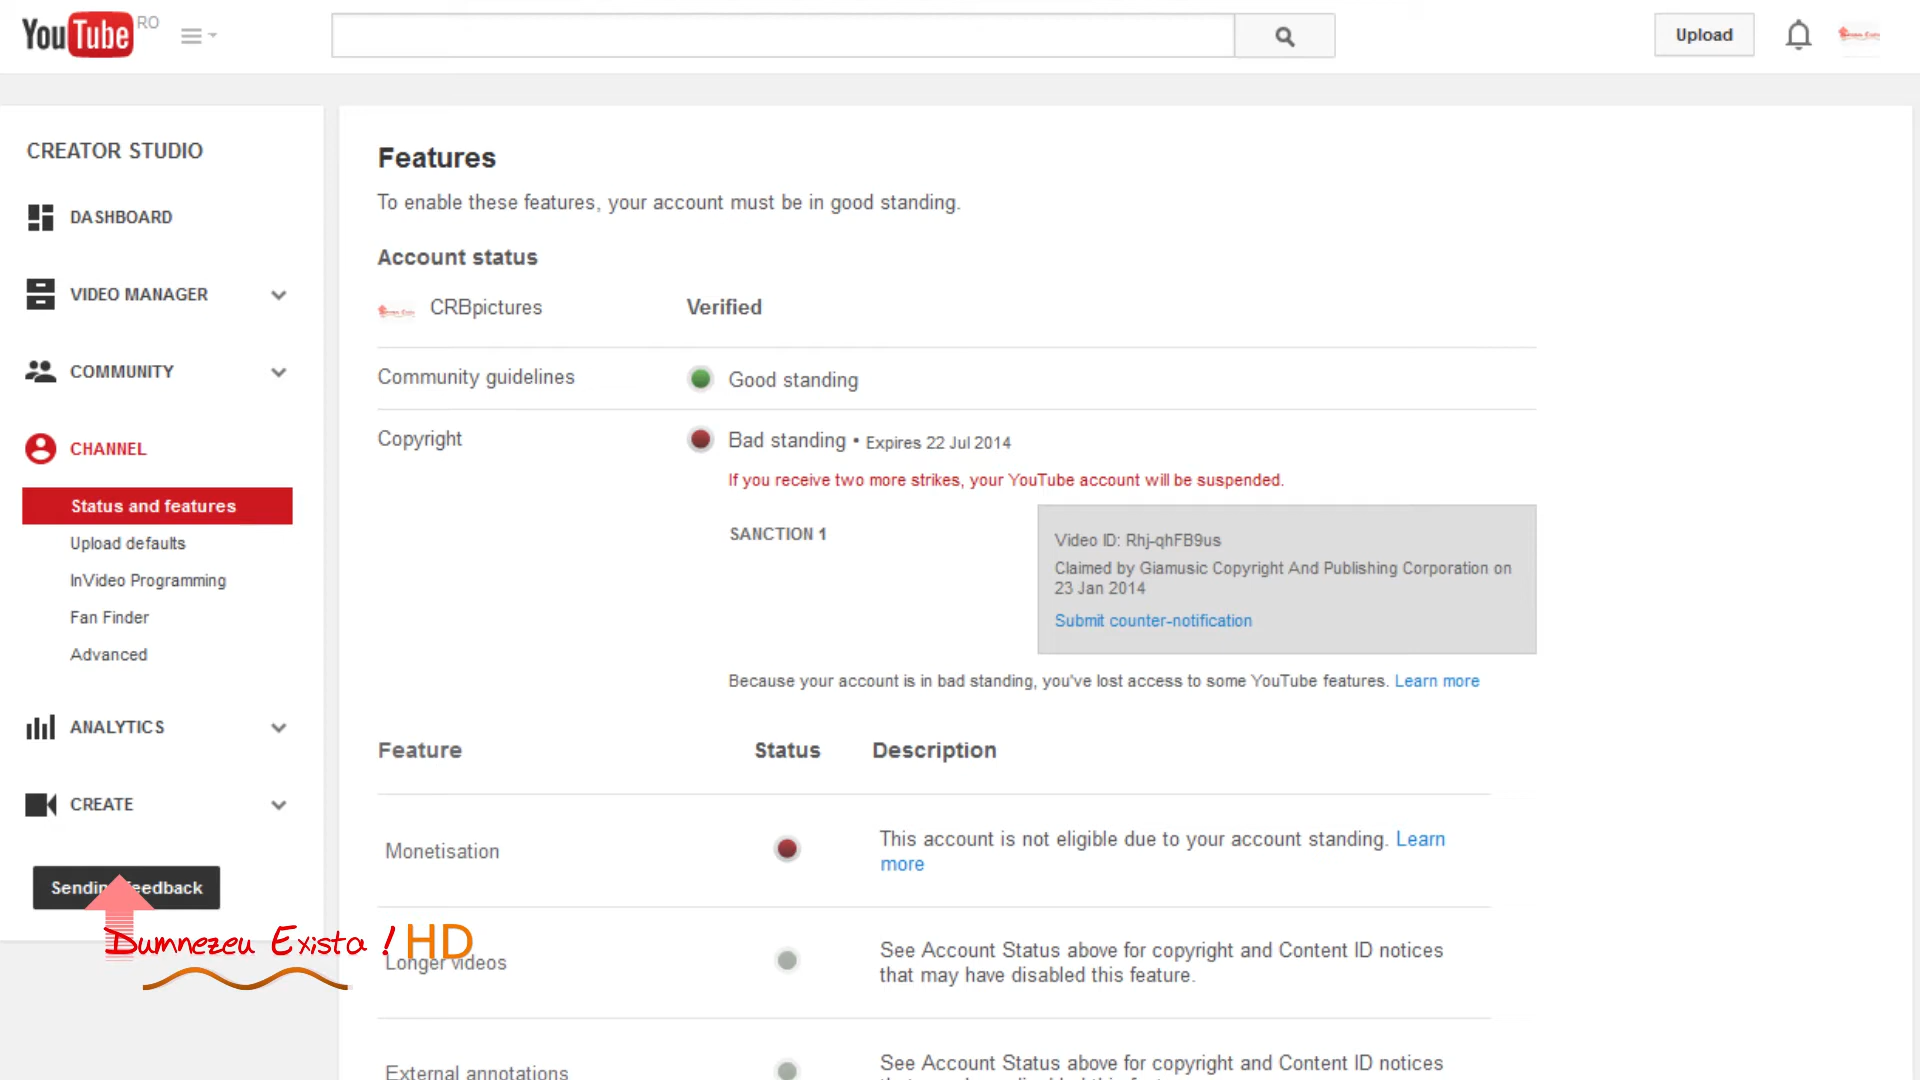 YouTube RO
Upload
CREATOR STUDIO
DASHBOARD
VIDEO MANAGER
COMMUNITY
CHANNEL
Status and features
Upload defaults
InVideo Programming
Fan Finder
Advanced
ANALYTICS
CREATE
Sending feedback
Dumnezeu Exista ! HD
Features
To enable these features, your account must be in good standing.
Account status
CRBpictures Verified
Community guidelines Good standing
Copyright Bad standing • Expires 22 Jul 2014
If you receive two more strikes, your YouTube account will be suspended.
SANCTION 1
Video ID: Rhj-qhFB9us
Claimed by Giamusic Copyright And Publishing Corporation on
23 Jan 2014
Submit counter-notification
Because your account is in bad standing, you've lost access to some YouTube features. Learn more
Feature Status Description
Monetisation
This account is not eligible due to your account standing. Learn
more
Longer videos
See Account Status above for copyright and Content ID notices
that may have disabled this feature.
External annotations
See Account Status above for copyright and Content ID notices